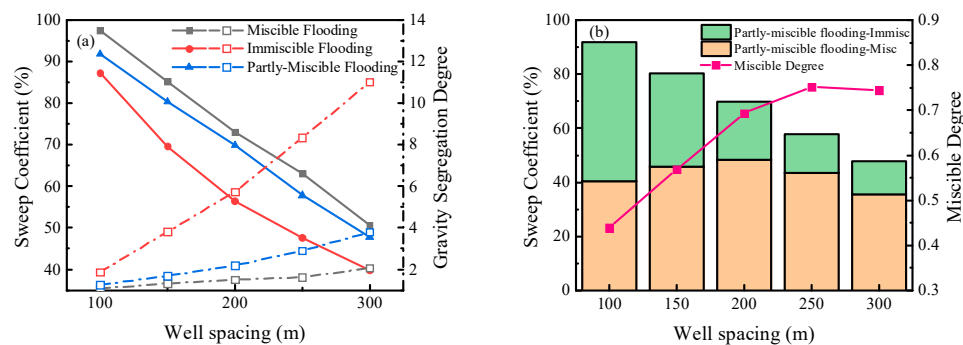 (a)
Miscible Flooding
Immiscible Flooding
Partly-Miscible Flooding
100
90
80
70
60
50
40
Sweep Coefficient (%)
14
12
10
8
6
4
2
Gravity Segregation Degree
100 200 300
Well spacing (m)
(b)
Partly-miscible flooding-Immisc
Partly-miscible flooding-Misc
Miscible Degree
100
80
60
40
20
0
Sweep Coefficient (%)
0.9
0.8
0.7
0.6
0.5
0.4
0.3
Miscible Degree
100 150 200 250 300
Well spacing (m)